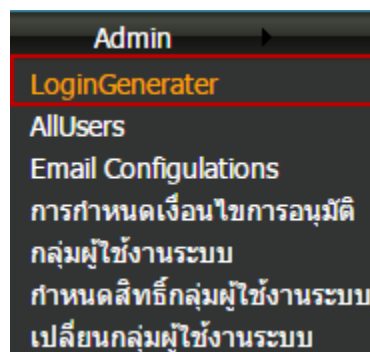 Admin
LoginGenerater
AllUsers
Email Configulations
การกำหนดเงื่อนไขการอนุมัติ
กลุ่มผู้ใช้งานระบบ
กำหนดสิทธิ์กลุ่มผู้ใช้งานระบบ
เปลี่ยนกลุ่มผู้ใช้งานระบบ